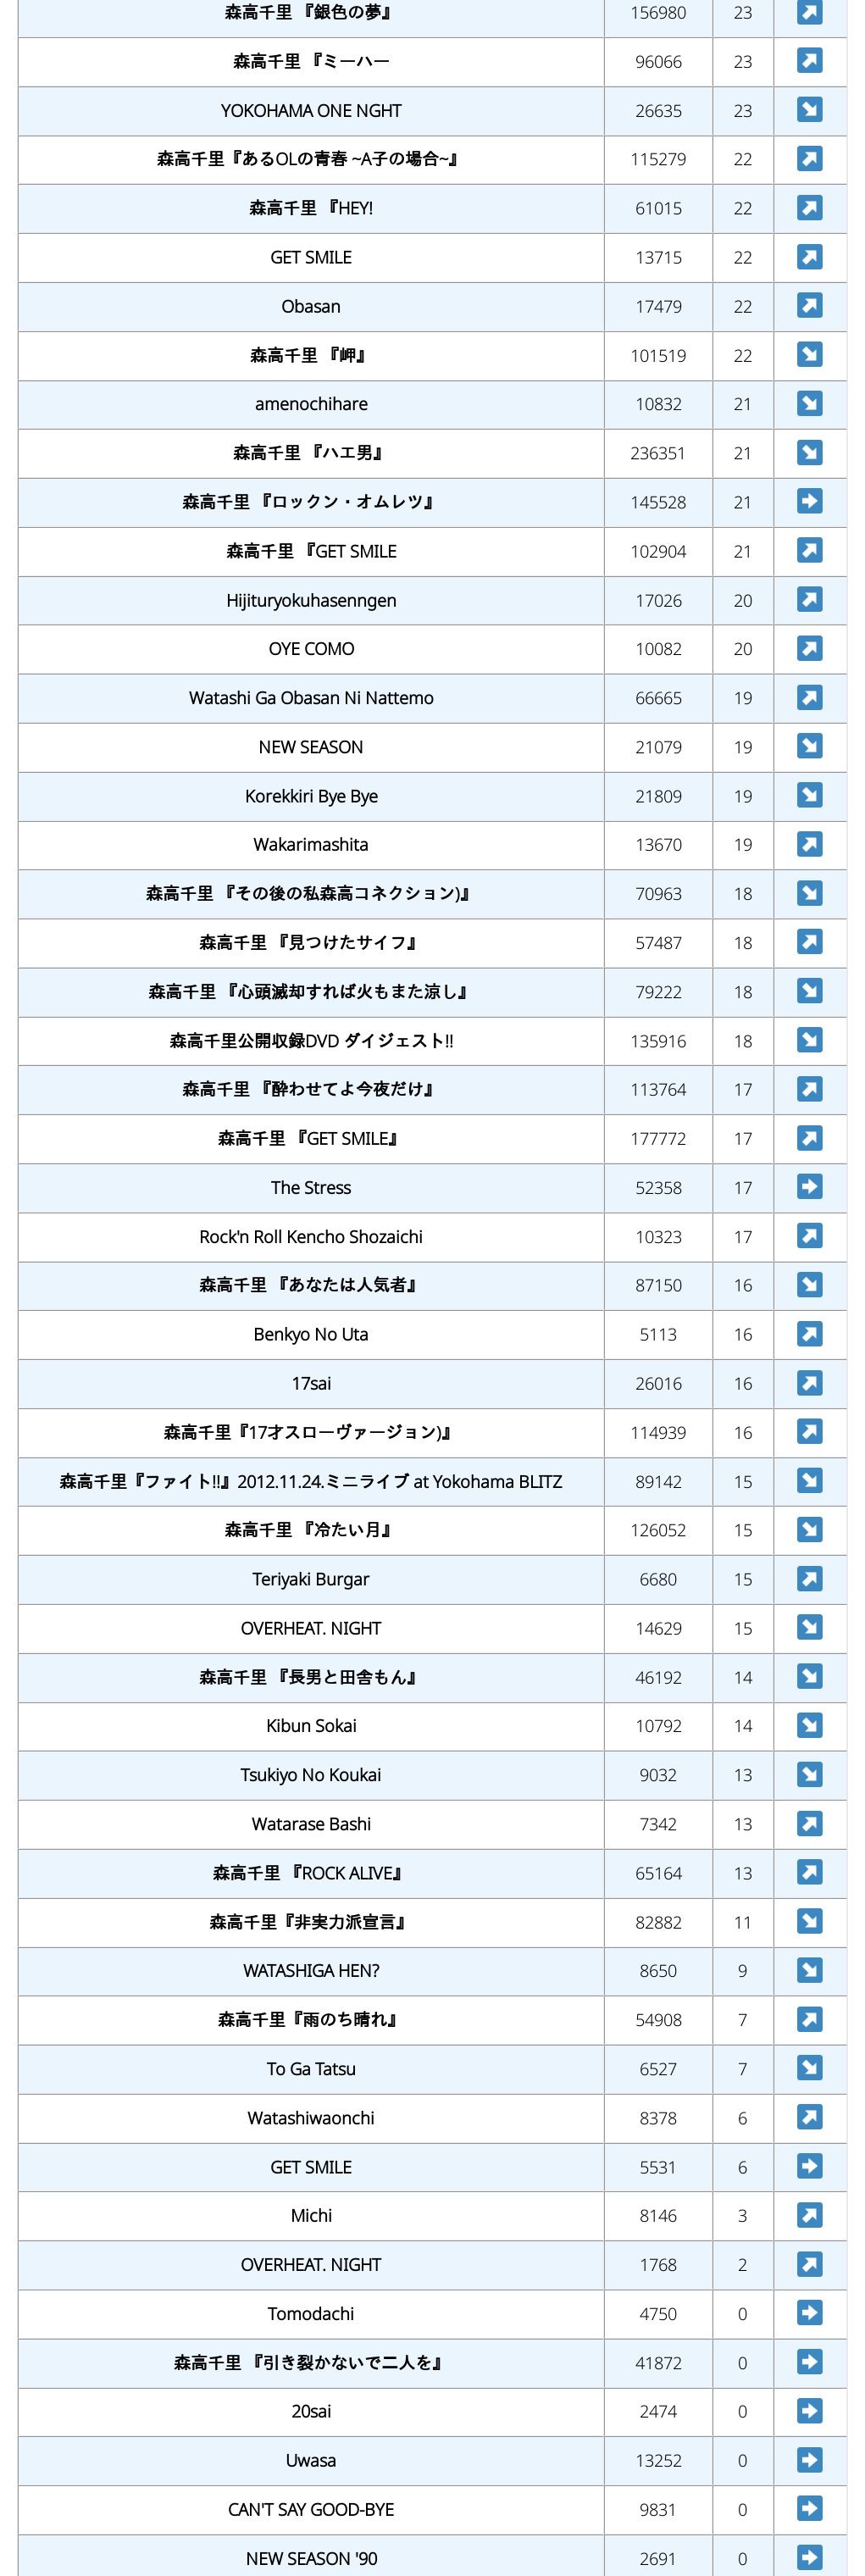 森高千里 『銀色の夢』 156980 23
森高千里 『ミーハー 96066 23
YOKOHAMA ONE NGHT 26635 23
森高千里『あるOLの青春 ~A子の場合~』 115279 22
森高千里 『HEY! 61015 22
GET SMILE 13715 22
Obasan 17479 22
森高千里 『岬』 101519 22
amenochihare 10832 21
森高千里 『ハエ男』 236351 21
森高千里 『ロックン・オムレツ』 145528 21
森高千里 『GET SMILE 102904 21
Hijituryokuhasenngen 17026 20
OYE COMO 10082 20
Watashi Ga Obasan Ni Nattemo 66665 19
NEW SEASON 21079 19
Korekkiri Bye Bye 21809 19
Wakarimashita 13670 19
森高千里 『その後の私森高コネクション)』 70963 18
森高千里 『見つけたサイフ』 57487 18
森高千里 『心頭滅却すれば火もまた涼し』 79222 18
森高千里公開収録DVD ダイジェスト!! 135916 18
森高千里 『酔わせてよ今夜だけ』 113764 17
森高千里 『GET SMILE』 177772 17
The Stress 52358 17
Rock'n Roll Kencho Shozaichi 10323 17
森高千里 『あなたは人気者』 87150 16
Benkyo No Uta 5113 16
17sai 26016 16
森高千里『17才スローヴァージョン)』 114939 16
森高千里『ファイト!!』2012.11.24.ミニライブ at Yokohama BLITZ 89142 15
森高千里 『冷たい月』 126052 15
Teriyaki Burgar 6680 15
OVERHEAT. NIGHT 14629 15
森高千里 『長男と田舎もん』 46192 14
Kibun Sokai 10792 14
Tsukiyo No Koukai 9032 13
Watarase Bashi 7342 13
森高千里 『ROCK ALIVE』 65164 13
森高千里『非実力派宣言』 82882 11
WATASHIGA HEN? 8650 9
森高千里『雨のち晴れ』 54908 7
To Ga Tatsu 6527 7
Watashiwaonchi 8378 6
GET SMILE 5531 6
Michi 8146 3
OVERHEAT. NIGHT 1768 2
Tomodachi 4750 0
森高千里 『引き裂かないで二人を』 41872 0
20sai 2474 0
Uwasa 13252 0
CAN'T SAY GOOD-BYE 9831 0
NEW SEASON '90 2691 0